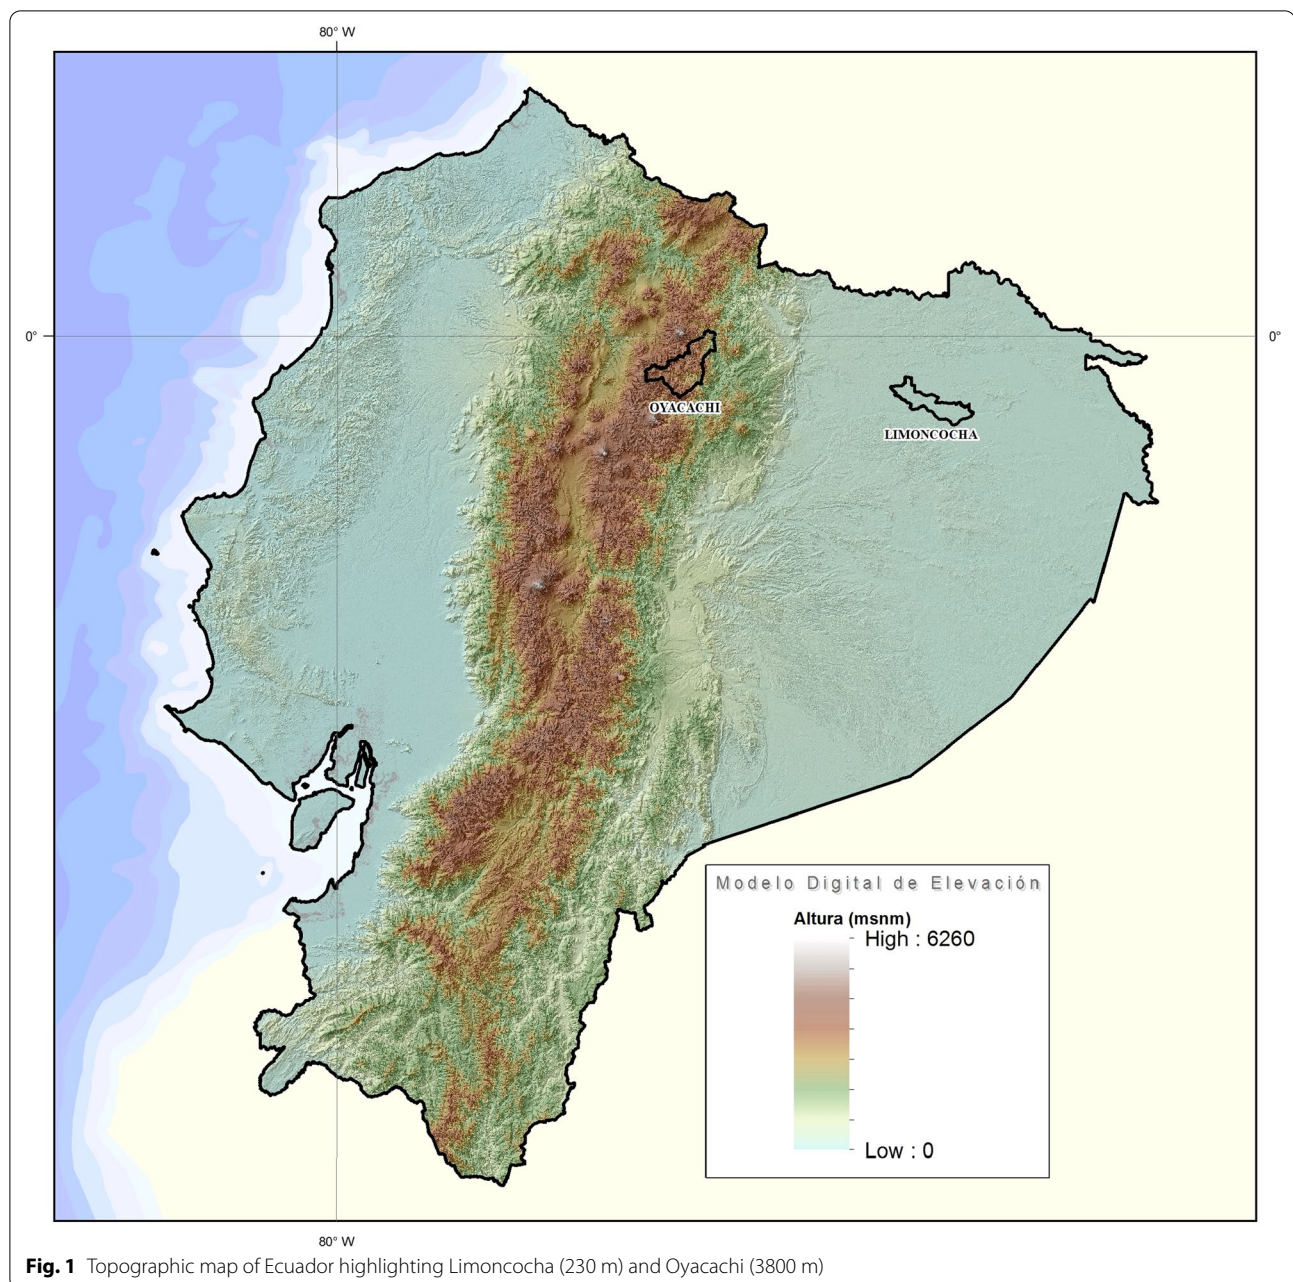 80° W
0°
0°
OYACACHI
LIMONCOCHA
Modelo Digital de Elevación
Altura (msnm)
High : 6260
Low : 0
80° W
Fig. 1 Topographic map of Ecuador highlighting Limoncocha (230 m) and Oyacachi (3800 m)